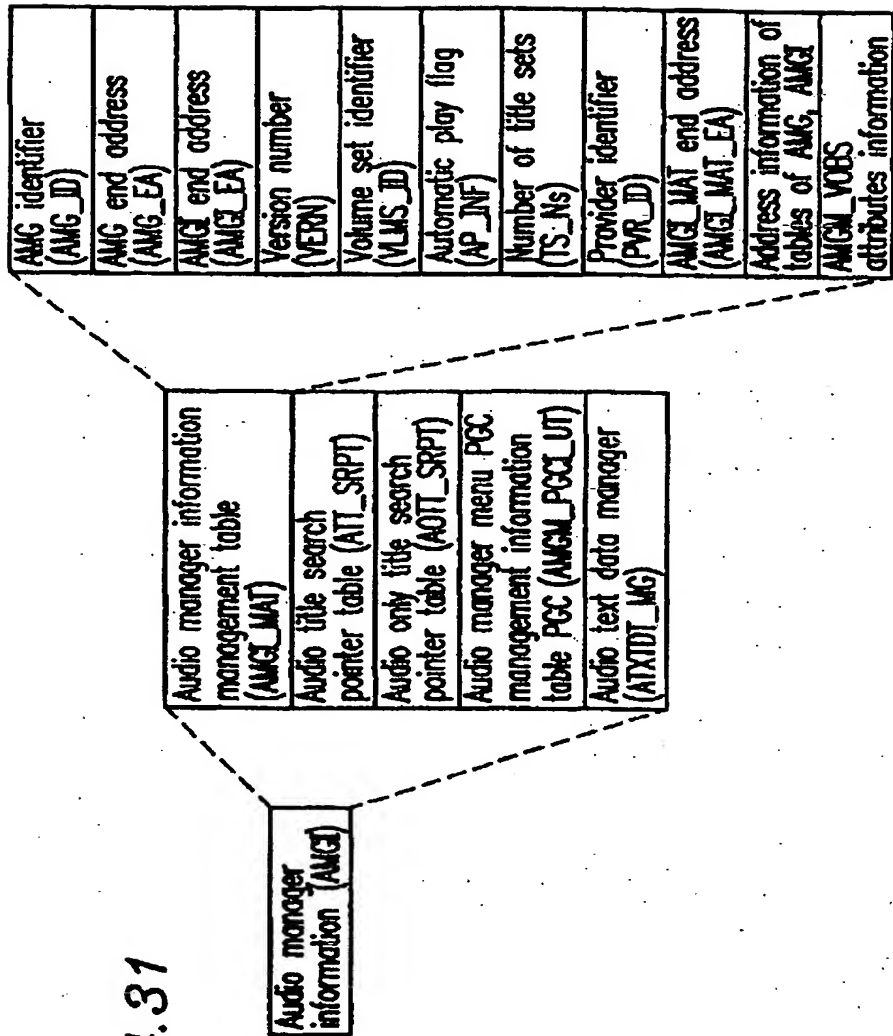 .31
Audio manager
information (AMGI)
Audio manager information
management table
(AMGI_MAT)
Audio title search
pointer table (ATT_SRPT)
Audio only title search
pointer table (AOTT_SRPT)
Audio manager menu PGC
management information
table PGC (AMGM_PGCI_UT)
Audio text data manager
(ATXTDT_MG)
AMG identifier
(AMG_ID)
AMG end address
(AMG_EA)
AMGI end address
(AMGI_EA)
Version number
(VERN)
Volume set identifier
(VLMS_ID)
Automatic play flag
(AP_INF)
Number of title sets
(TS_Ns)
Provider identifier
(PVR_ID)
AMGI_MAT end address
(AMGI_MAT_EA)
Address information of
tables of AMG, AMGI
AMGM_VOBS
attributes information